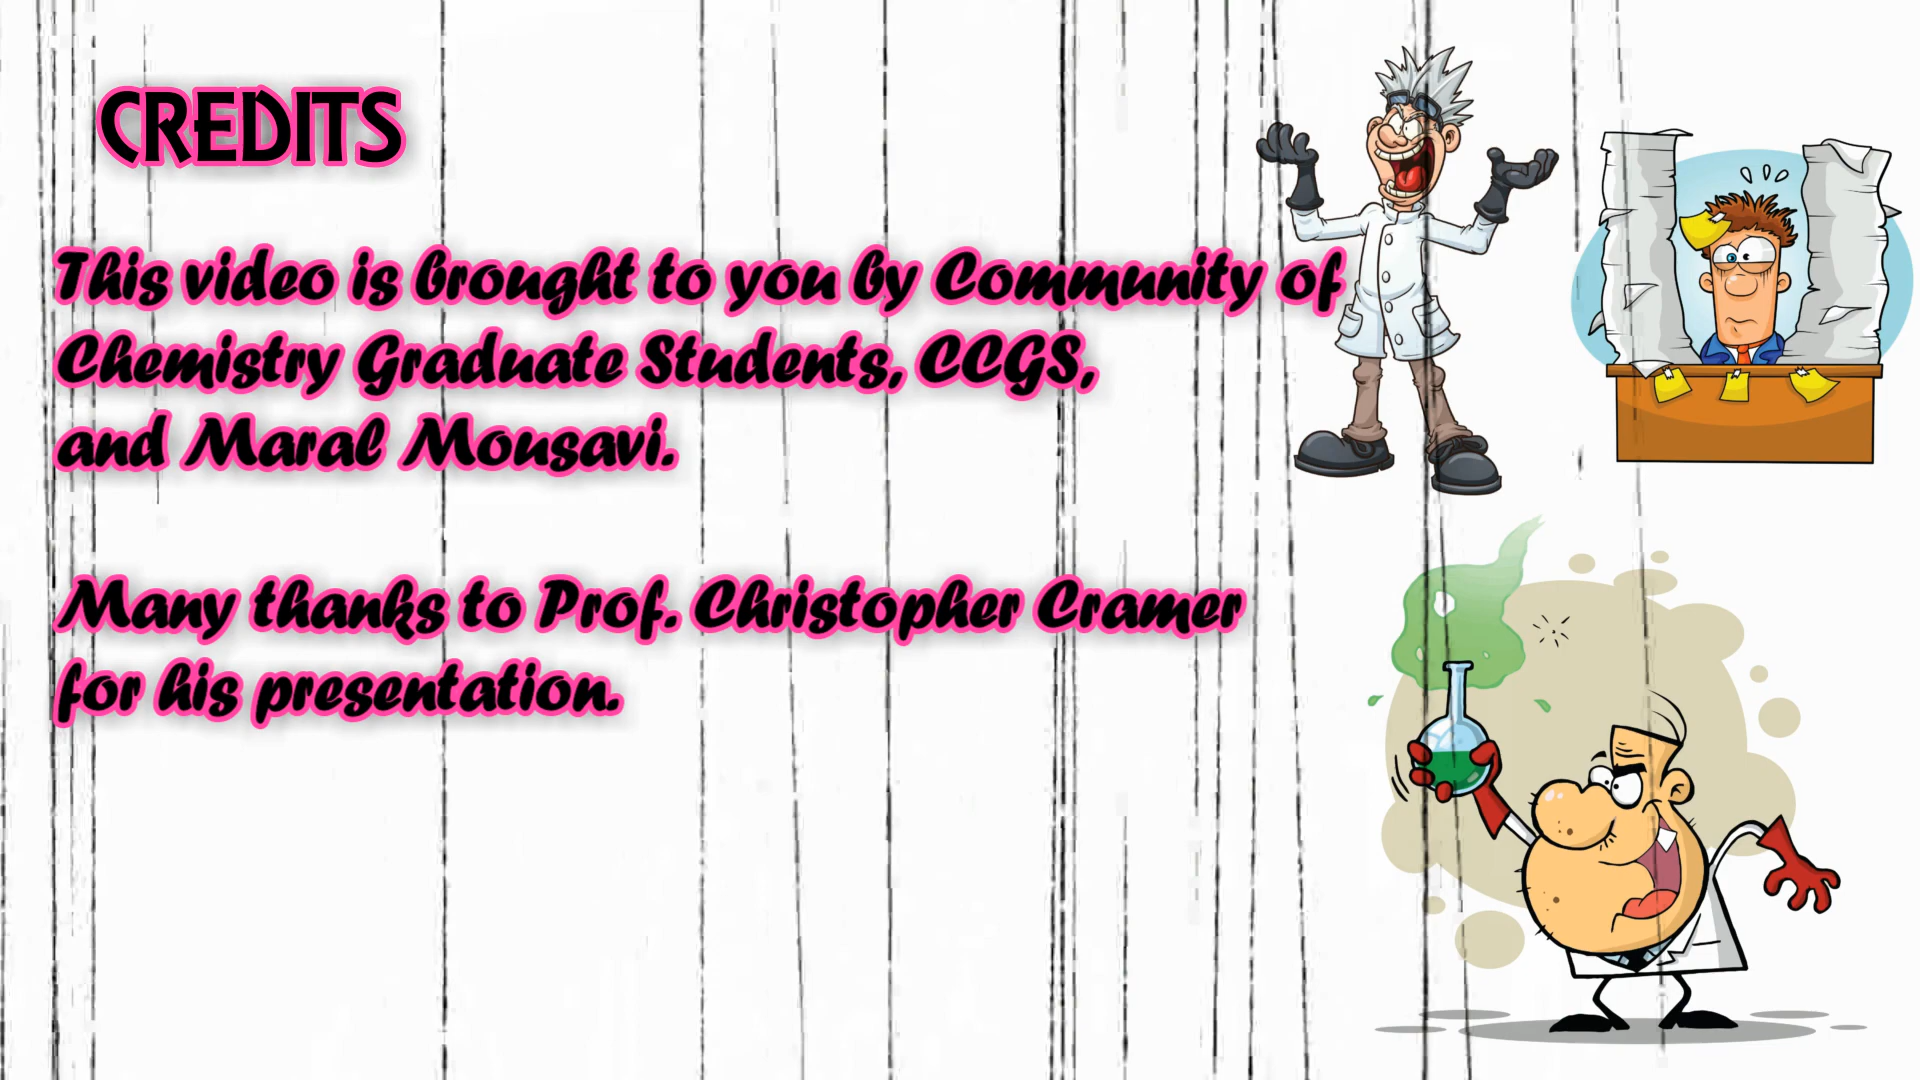 CREDITS
This video is brought to you by Community of
Chemistry Graduate Students, CCGS,
and Maral Mousavi.
Many thanks to Prof. Christopher Cramer
for his presentation.